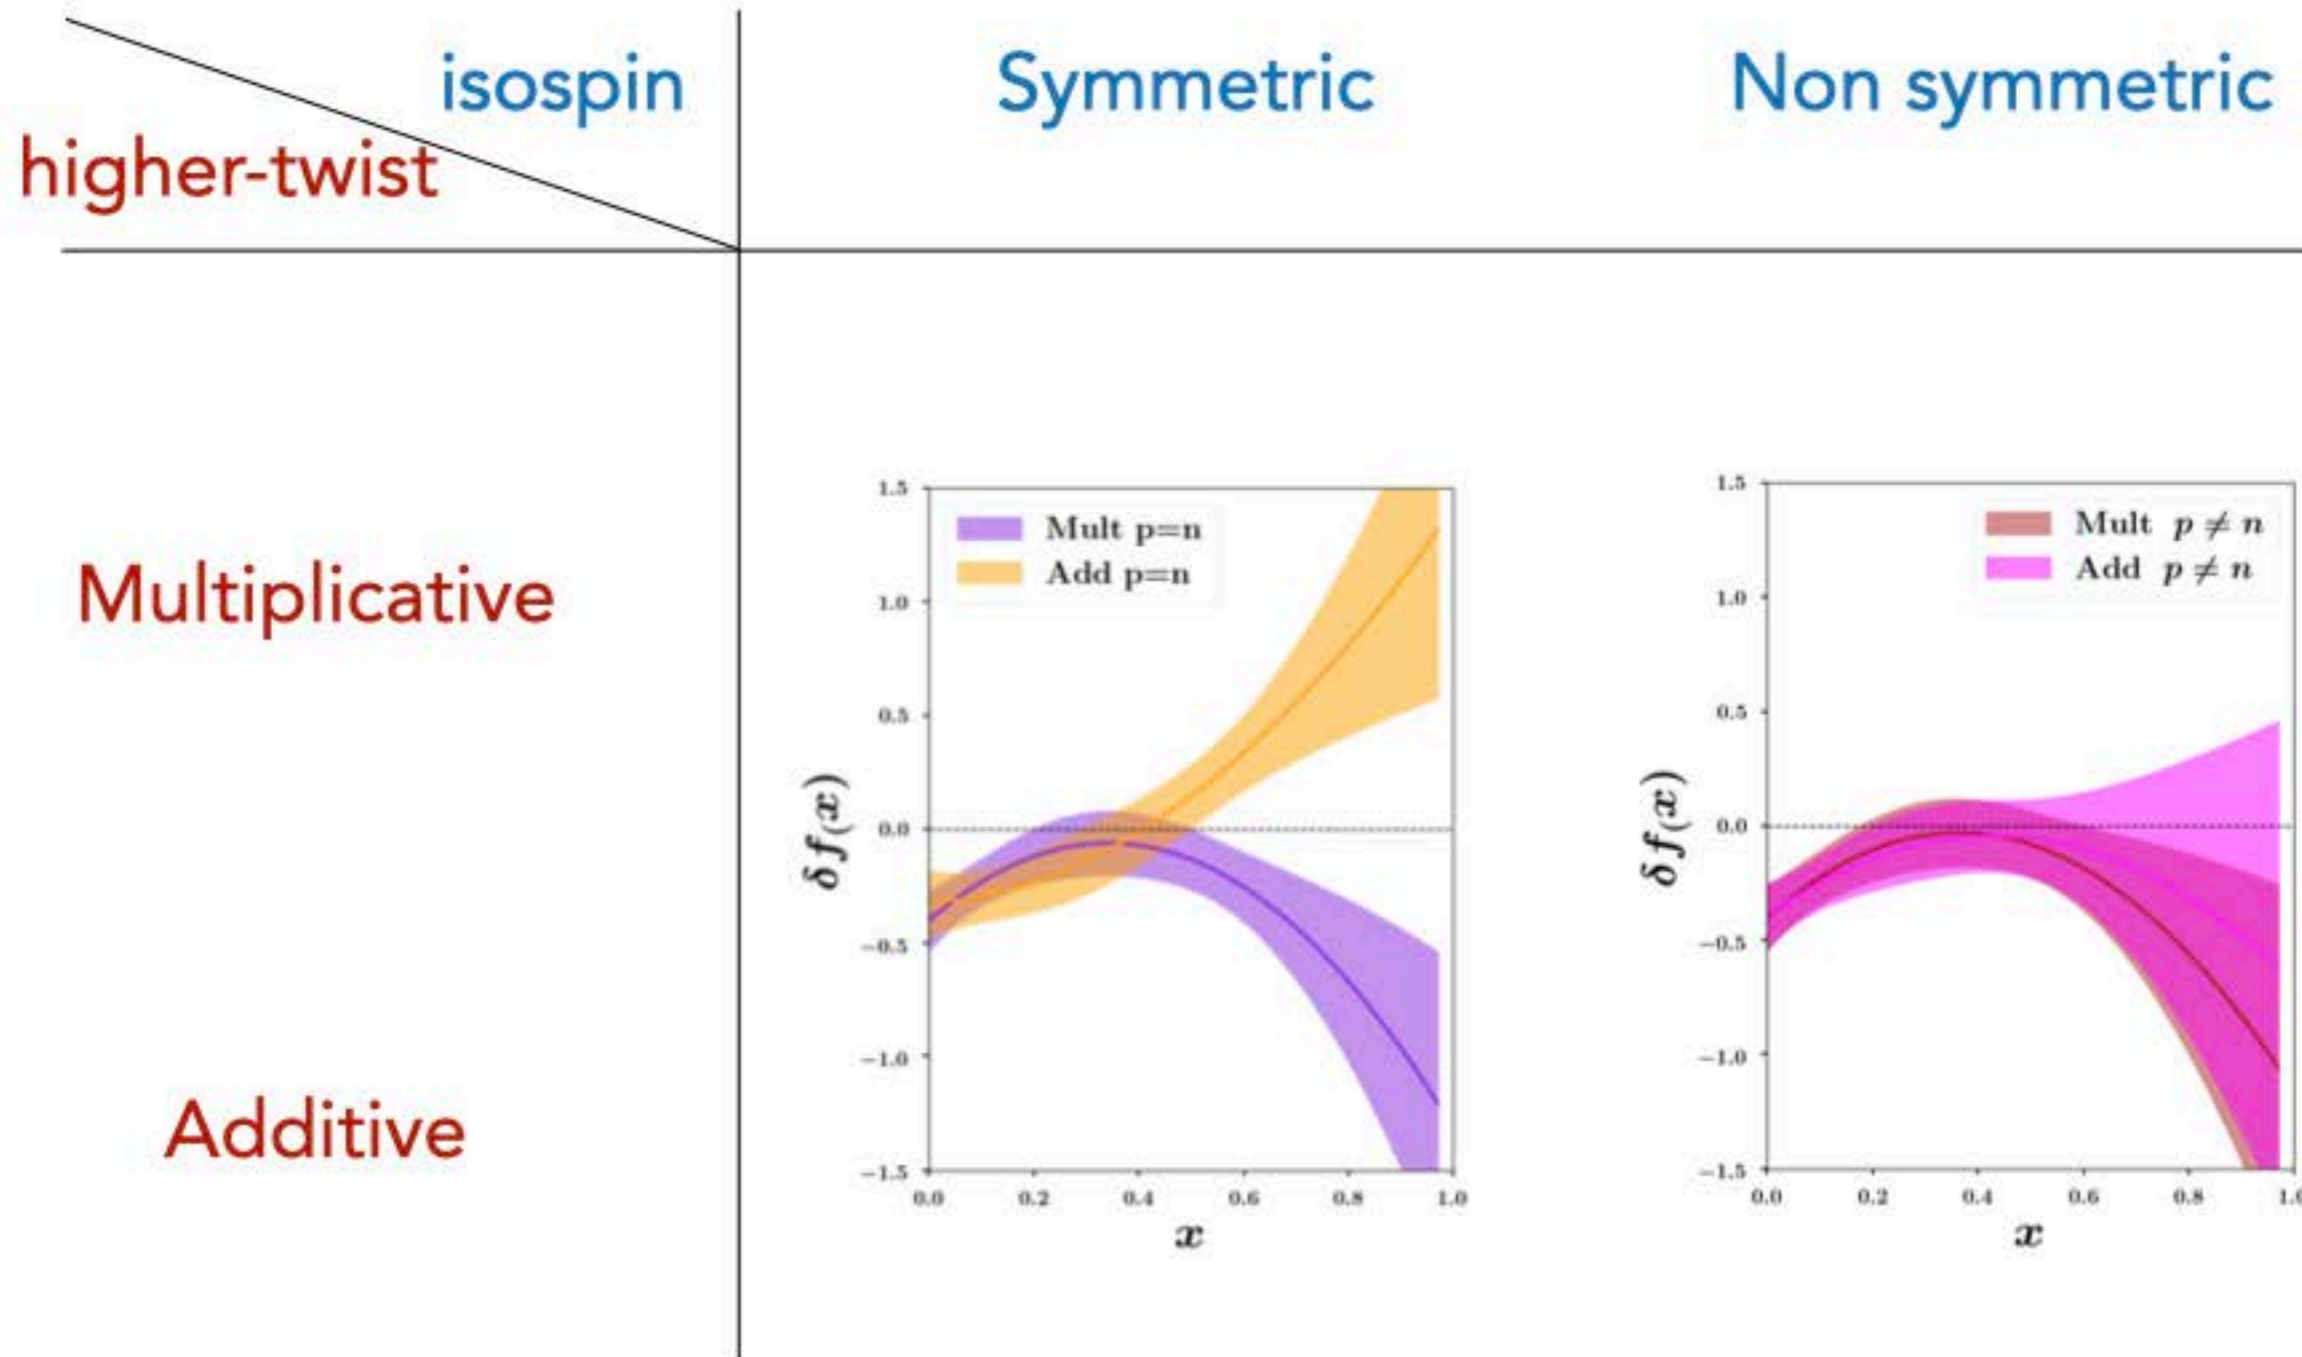 isospin
Symmetric
Non symmetric
higher-twist
Multiplicative
Additive
1.5
1.0
0.5
0.0
−0.5
−1.0
−1.5
δf(x)
Mult p=n
Add p=n
0.0 0.2 0.4 0.6 0.8 1.0
x
1.5
1.0
0.5
0.0
−0.5
−1.0
−1.5
δf(x)
Mult p ≠ n
Add p ≠ n
0.0 0.2 0.4 0.6 0.8 1.0
x